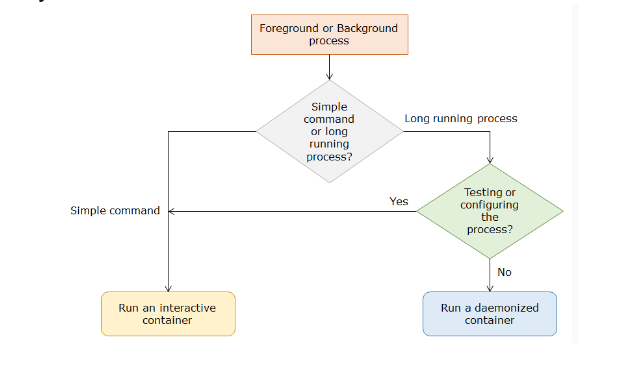 Foreground or Background
process
Simple
command
or long
running
process?
Long running process
Testing or
configuring
the
process?
Yes
Simple command
No
Run an interactive
container
Run a daemonized
container